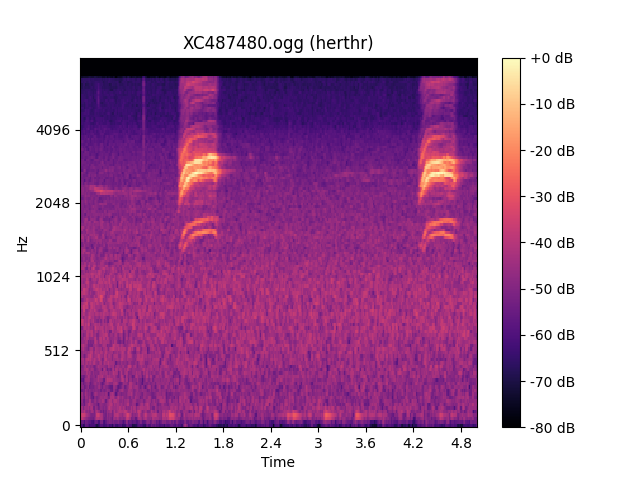 XC487480.ogg (herthr)
+0 dB
-10 dB
-20 dB
-30 dB
-40 dB
-50 dB
-60 dB
-70 dB
-80 dB
4096
2048
1024
512
0
Hz
0 0.6 1.2 1.8 2.4 3 3.6 4.2 4.8
Time